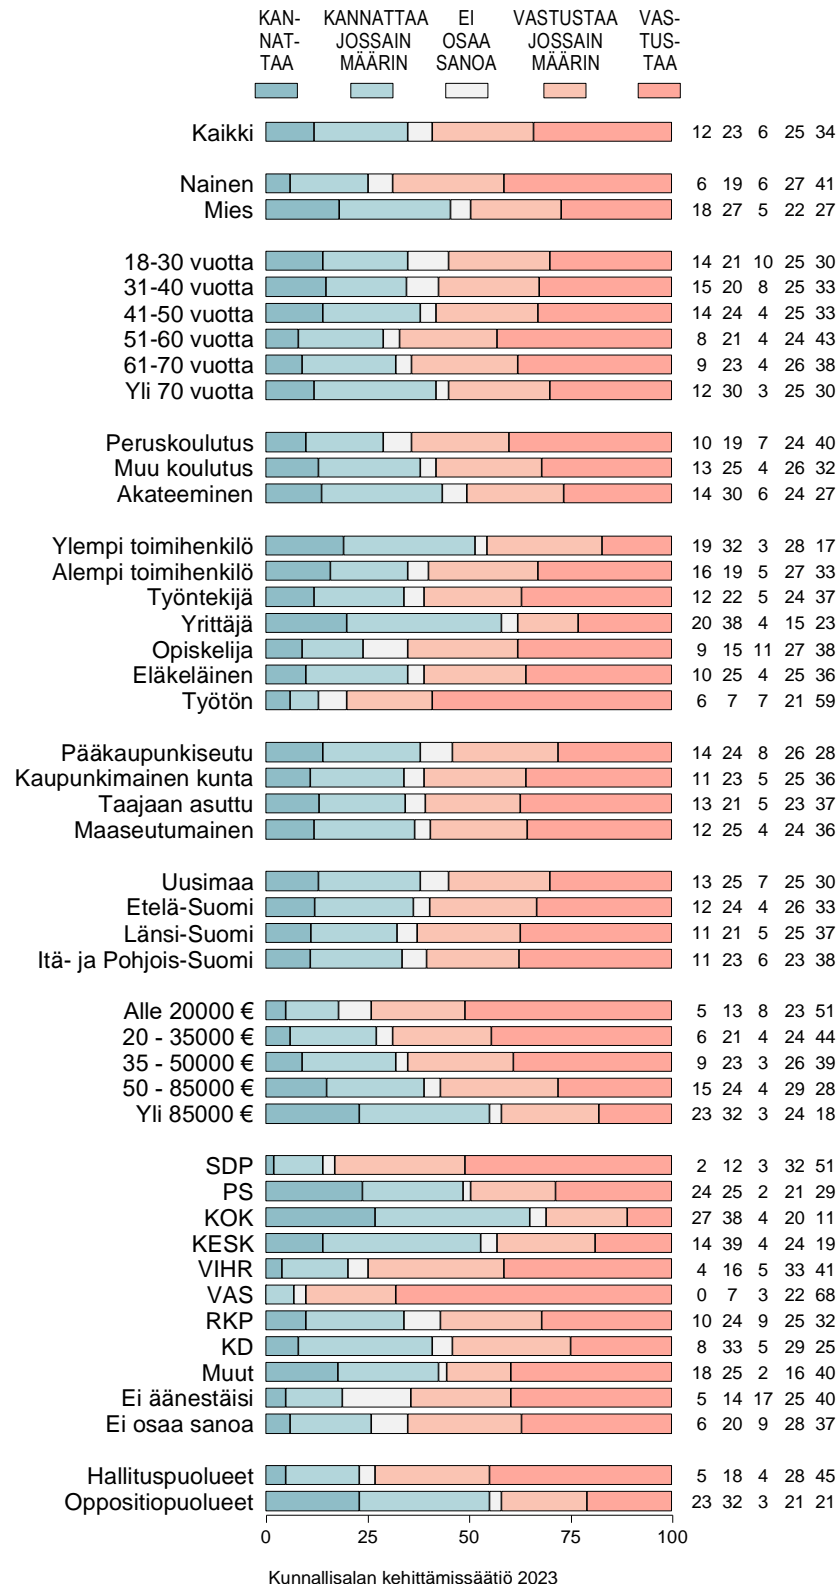 KAN- KANNATTAA EI VASTUSTAA VAS-
NAT- JOSSAIN OSAA JOSSAIN TUS-
TAA MÄÄRIN SANOA MÄÄRIN TAA
Kaikki 12 23 6 25 34
Nainen 6 19 6 27 41
Mies 18 27 5 22 27
18-30 vuotta 14 21 10 25 30
31-40 vuotta 15 20 8 25 33
41-50 vuotta 14 24 4 25 33
51-60 vuotta 8 21 4 24 43
61-70 vuotta 9 23 4 26 38
Yli 70 vuotta 12 30 3 25 30
Peruskoulutus 10 19 7 24 40
Muu koulutus 13 25 4 26 32
Akateeminen 14 30 6 24 27
Ylempi toimihenkilö 19 32 3 28 17
Alempi toimihenkilö 16 19 5 27 33
Työntekijä 12 22 5 24 37
Yrittäjä 20 38 4 15 23
Opiskelija 9 15 11 27 38
Eläkeläinen 10 25 4 25 36
Työtön 6 7 7 21 59
Pääkaupunkiseutu 14 24 8 26 28
Kaupunkimainen kunta 11 23 5 25 36
Taajaan asuttu 13 21 5 23 37
Maaseutumainen 12 25 4 24 36
Uusimaa 13 25 7 25 30
Etelä-Suomi 12 24 4 26 33
Länsi-Suomi 11 21 5 25 37
Itä- ja Pohjois-Suomi 11 23 6 23 38
Alle 20000 € 5 13 8 23 51
20 - 35000 € 6 21 4 24 44
35 - 50000 € 9 23 3 26 39
50 - 85000 € 15 24 4 29 28
Yli 85000 € 23 32 3 24 18
SDP 2 12 3 32 51
PS 24 25 2 21 29
KOK 27 38 4 20 11
KESK 14 39 4 24 19
VIHR 4 16 5 33 41
VAS 0 7 3 22 68
RKP 10 24 9 25 32
KD 8 33 5 29 25
Muut 18 25 2 16 40
Ei äänestäisi 5 14 17 25 40
Ei osaa sanoa 6 20 9 28 37
Hallituspuolueet 5 18 4 28 45
Oppositiopuolueet 23 32 3 21 21
0 25 50 75 100
Kunnallisalan kehittämissäätiö 2023